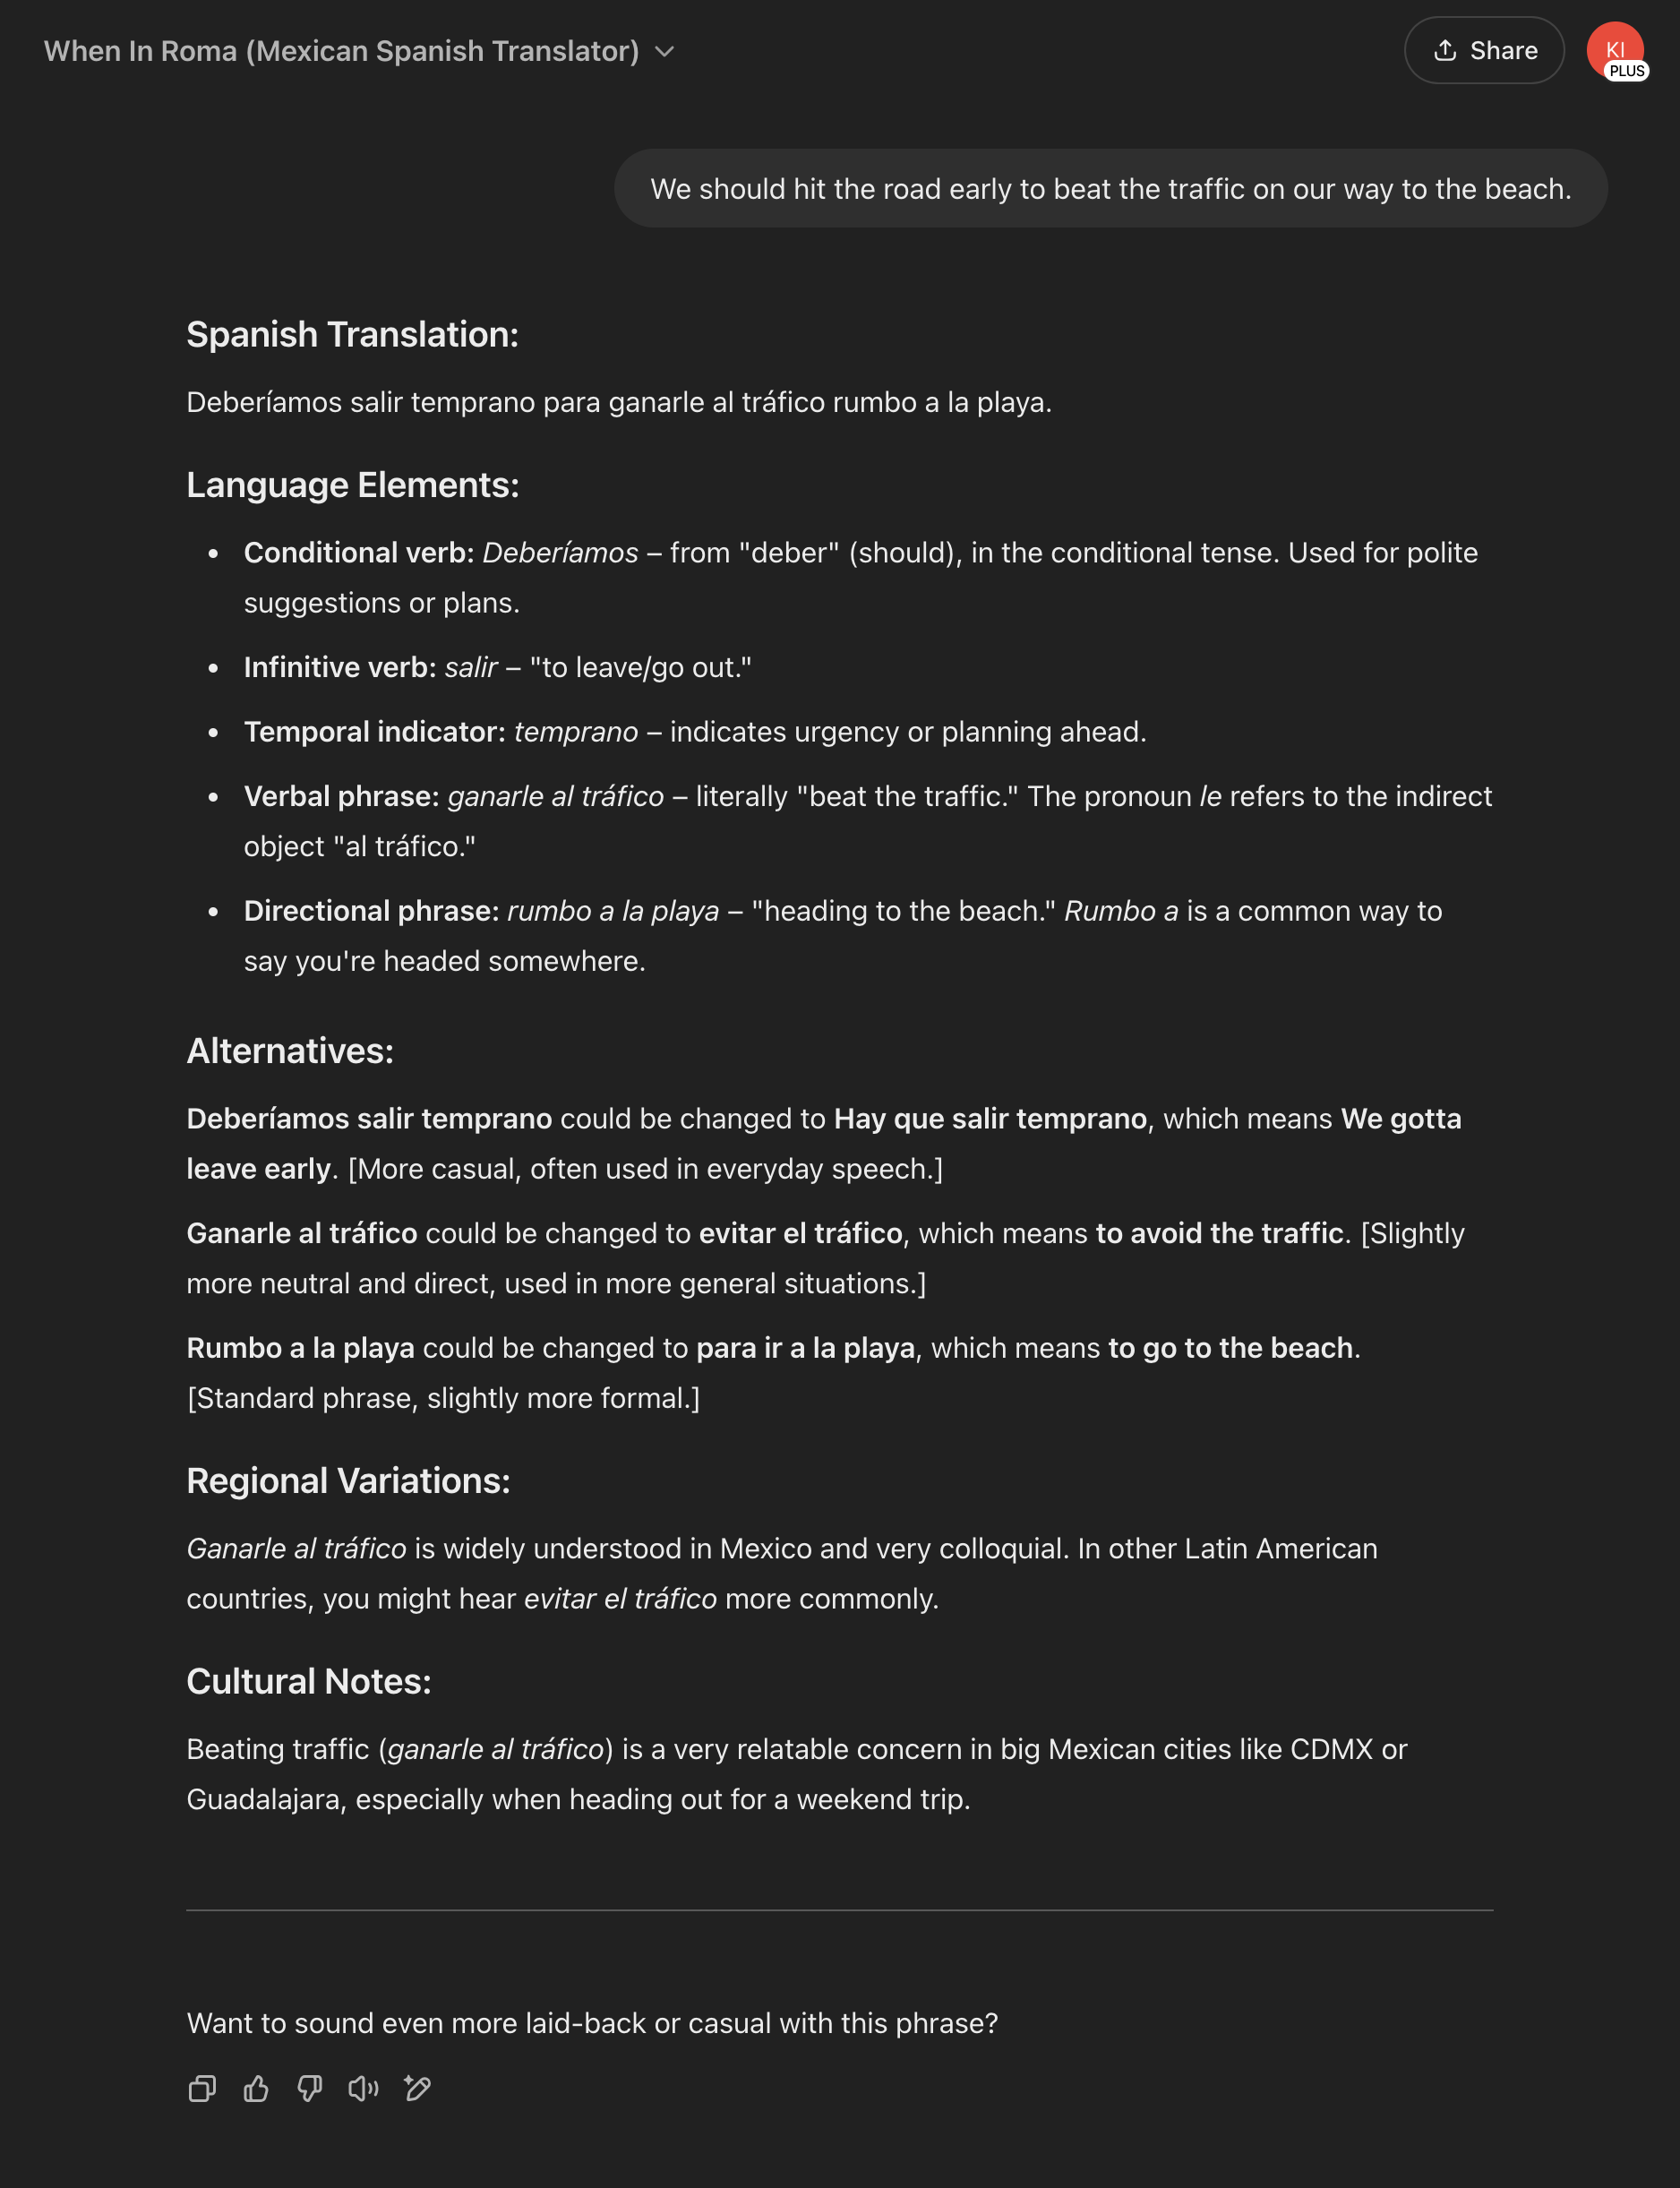 When In Roma (Mexican Spanish Translator)
Share
KI
PLUS
We should hit the road early to beat the traffic on our way to the beach.
Spanish Translation:
Deberíamos salir temprano para ganarle al tráfico rumbo a la playa.
Language Elements:
• Conditional verb: Deberíamos – from "deber" (should), in the conditional tense. Used for polite
suggestions or plans.
• Infinitive verb: salir – "to leave/go out."
• Temporal indicator: temprano – indicates urgency or planning ahead.
• Verbal phrase: ganarle al tráfico – literally "beat the traffic." The pronoun le refers to the indirect
object "al tráfico."
• Directional phrase: rumbo a la playa – "heading to the beach." Rumbo a is a common way to
say you're headed somewhere.
Alternatives:
Deberíamos salir temprano could be changed to Hay que salir temprano, which means We gotta
leave early. [More casual, often used in everyday speech.]
Ganarle al tráfico could be changed to evitar el tráfico, which means to avoid the traffic. [Slightly
more neutral and direct, used in more general situations.]
Rumbo a la playa could be changed to para ir a la playa, which means to go to the beach.
[Standard phrase, slightly more formal.]
Regional Variations:
Ganarle al tráfico is widely understood in Mexico and very colloquial. In other Latin American
countries, you might hear evitar el tráfico more commonly.
Cultural Notes:
Beating traffic (ganarle al tráfico) is a very relatable concern in big Mexican cities like CDMX or
Guadalajara, especially when heading out for a weekend trip.
Want to sound even more laid-back or casual with this phrase?